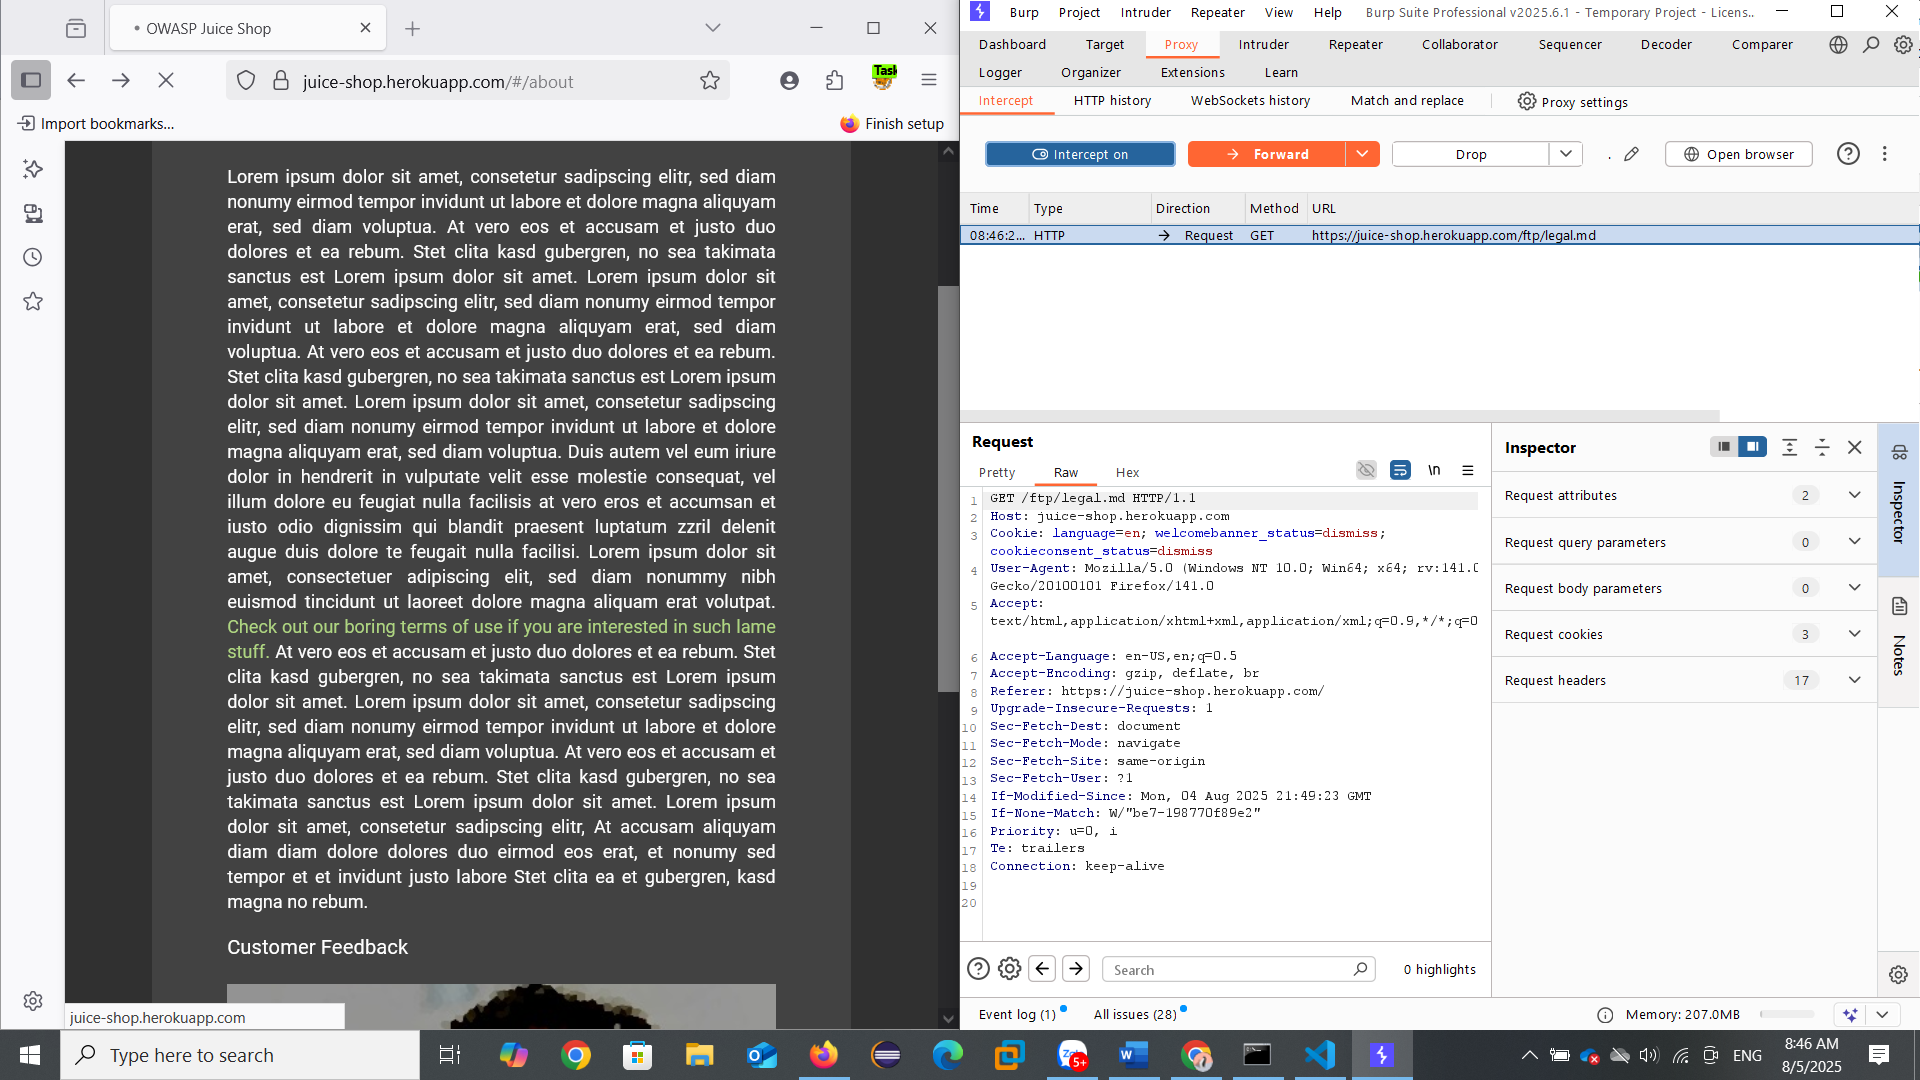 OWASP Juice Shop
juice-shop.herokuapp.com/#/about
Task
Import bookmarks...
Finish setup
Lorem ipsum dolor sit amet, consetetur sadipscing elitr, sed diam
nonumy eirmod tempor invidunt ut labore et dolore magna aliquyam
erat, sed diam voluptua. At vero eos et accusam et justo duo
dolores et ea rebum. Stet clita kasd gubergren, no sea takimata
sanctus est Lorem ipsum dolor sit amet. Lorem ipsum dolor sit
amet, consetetur sadipscing elitr, sed diam nonumy eirmod tempor
invidunt ut labore et dolore magna aliquyam erat, sed diam
voluptua. At vero eos et accusam et justo duo dolores et ea rebum.
Stet clita kasd gubergren, no sea takimata sanctus est Lorem ipsum
dolor sit amet. Lorem ipsum dolor sit amet, consetetur sadipscing
elitr, sed diam nonumy eirmod tempor invidunt ut labore et dolore
magna aliquyam erat, sed diam voluptua. Duis autem vel eum iriure
dolor in hendrerit in vulputate velit esse molestie consequat, vel
illum dolore eu feugiat nulla facilisis at vero eros et accumsan et
iusto odio dignissim qui blandit praesent luptatum zzril delenit
augue duis dolore te feugait nulla facilisi. Lorem ipsum dolor sit
amet, consectetuer adipiscing elit, sed diam nonummy nibh
euismod tincidunt ut laoreet dolore magna aliquam erat volutpat.
Check out our boring terms of use if you are interested in such lame
stuff. At vero eos et accusam et justo duo dolores et ea rebum. Stet
clita kasd gubergren, no sea takimata sanctus est Lorem ipsum
dolor sit amet. Lorem ipsum dolor sit amet, consetetur sadipscing
elitr, sed diam nonumy eirmod tempor invidunt ut labore et dolore
magna aliquyam erat, sed diam voluptua. At vero eos et accusam et
justo duo dolores et ea rebum. Stet clita kasd gubergren, no sea
takimata sanctus est Lorem ipsum dolor sit amet. Lorem ipsum
dolor sit amet, consetetur sadipscing elitr, At accusam aliquyam
diam diam dolore dolores duo eirmod eos erat, et nonumy sed
tempor et et invidunt justo labore Stet clita ea et gubergren, kasd
magna no rebum.
Customer Feedback
juice-shop.herokuapp.com
Burp Project Intruder Repeater View Help Burp Suite Professional v2025.6.1 - Temporary Project - Licens..
Dashboard Target Proxy Intruder Repeater Collaborator Sequencer Decoder Comparer
Logger Organizer Extensions Learn
Intercept HTTP history WebSockets history Match and replace Proxy settings
Intercept on Forward Drop . Open browser
Time Type Direction Method URL
08:46:2... HTTP → Request GET https://juice-shop.herokuapp.com/ftp/legal.md
Request
Pretty Raw Hex \n
1 GET /ftp/legal.md HTTP/1.1
2 Host: juice-shop.herokuapp.com
3 Cookie: language=en; welcomebanner_status=dismiss;
cookieconsent_status=dismiss
4 User-Agent: Mozilla/5.0 (Windows NT 10.0; Win64; x64; rv:141.0
Gecko/20100101 Firefox/141.0
5 Accept:
text/html,application/xhtml+xml,application/xml;q=0.9,*/*;q=0
6 Accept-Language: en-US,en;q=0.5
7 Accept-Encoding: gzip, deflate, br
8 Referer: https://juice-shop.herokuapp.com/
9 Upgrade-Insecure-Requests: 1
10 Sec-Fetch-Dest: document
11 Sec-Fetch-Mode: navigate
12 Sec-Fetch-Site: same-origin
13 Sec-Fetch-User: ?1
14 If-Modified-Since: Mon, 04 Aug 2025 21:49:23 GMT
15 If-None-Match: W/"be7-198770f89e2"
16 Priority: u=0, i
17 Te: trailers
18 Connection: keep-alive
19
20
Search
0 highlights
Inspector
Request attributes 2
Request query parameters 0
Request body parameters 0
Request cookies 3
Request headers 17
Inspector
Notes
Event log (1) All issues (28) Memory: 207.0MB
Type here to search
5+
ENG
8:46 AM
8/5/2025